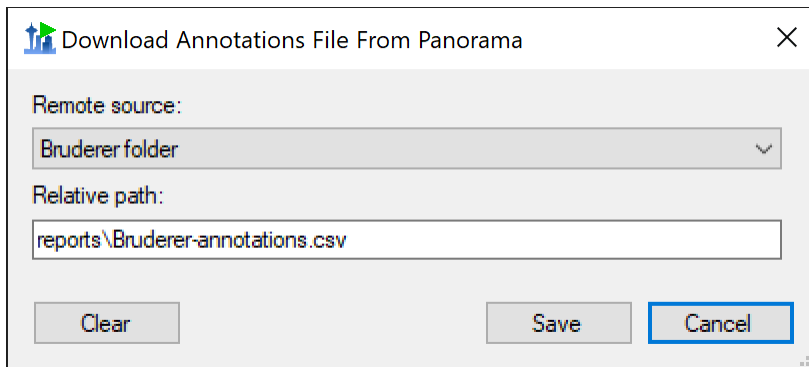 Download Annotations File From Panorama
Remote source:
Bruderer folder
Relative path:
reports\Bruderer-annotations.csv
Clear Save Cancel